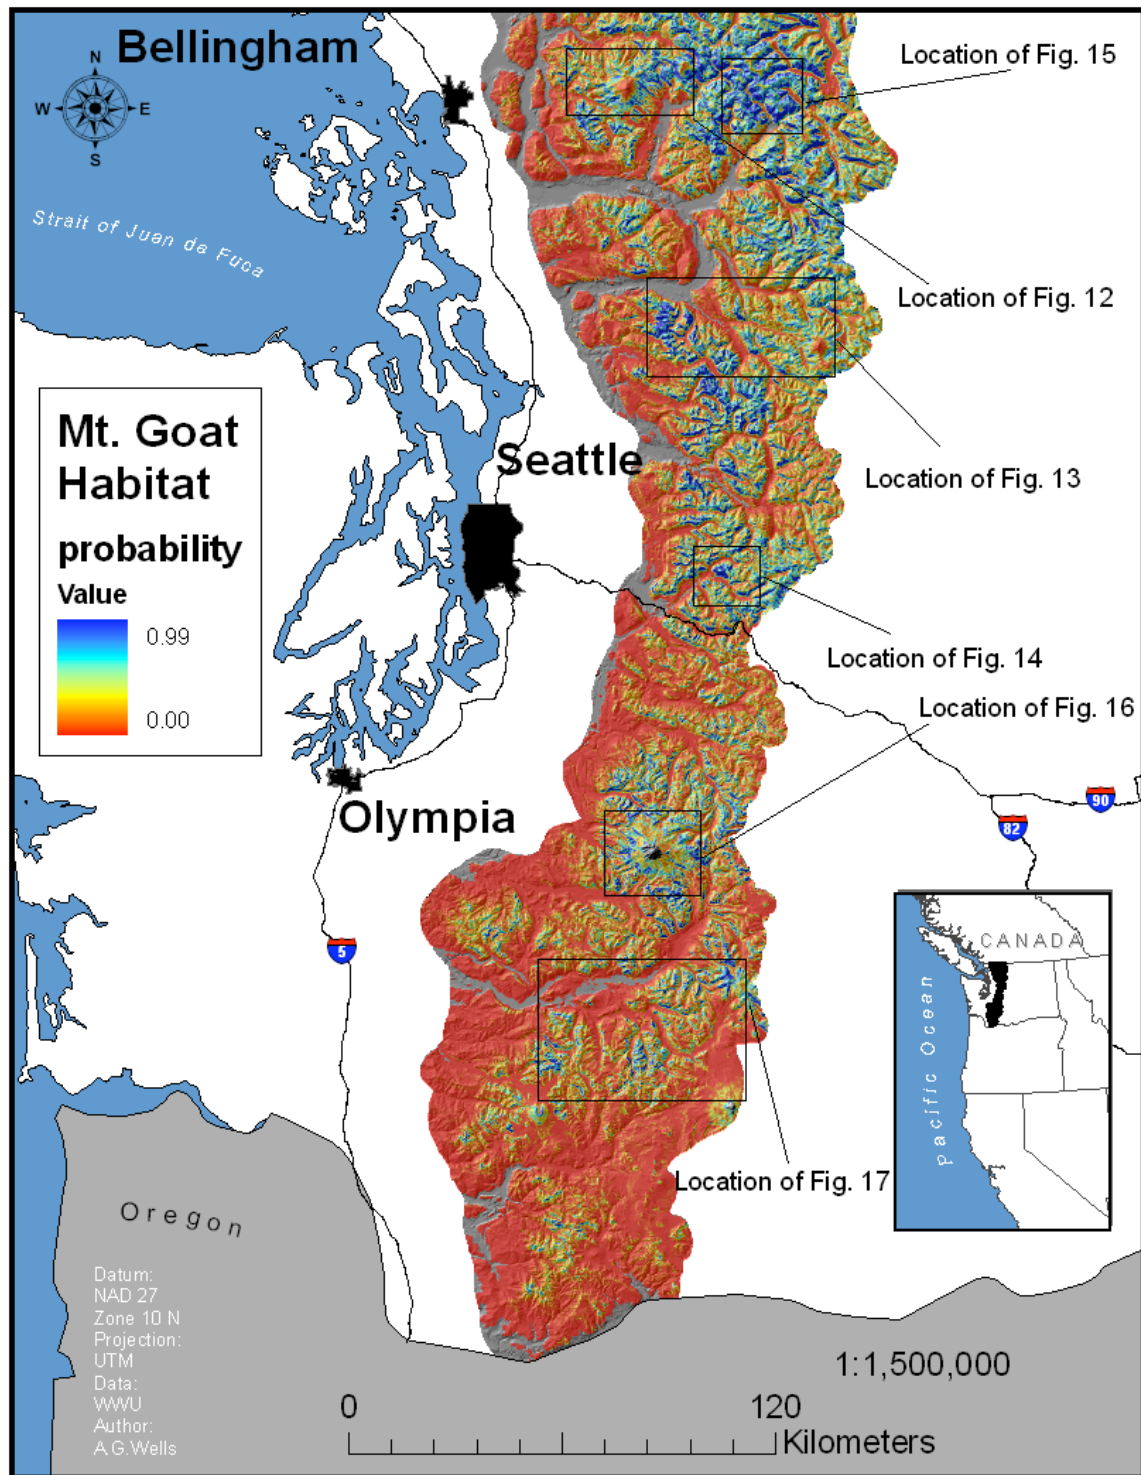 Bellingham
N
W
E
S
Location of Fig. 15
Strait of Juan de Fuca
Location of Fig. 12
Mt. Goat
Habitat
probability
Value
0.99
0.00
Seattle
Location of Fig. 13
Location of Fig. 14
Location of Fig. 16
Olympia
90
82
5
CANADA
pacific Ocean
Location of Fig. 17
Oregon
Datum:
NAD 27
Zone 10 N
Projection:
UTM
Data:
WWU
Author:
A.G.Wells
1:1,500,000
0
120
Kilometers